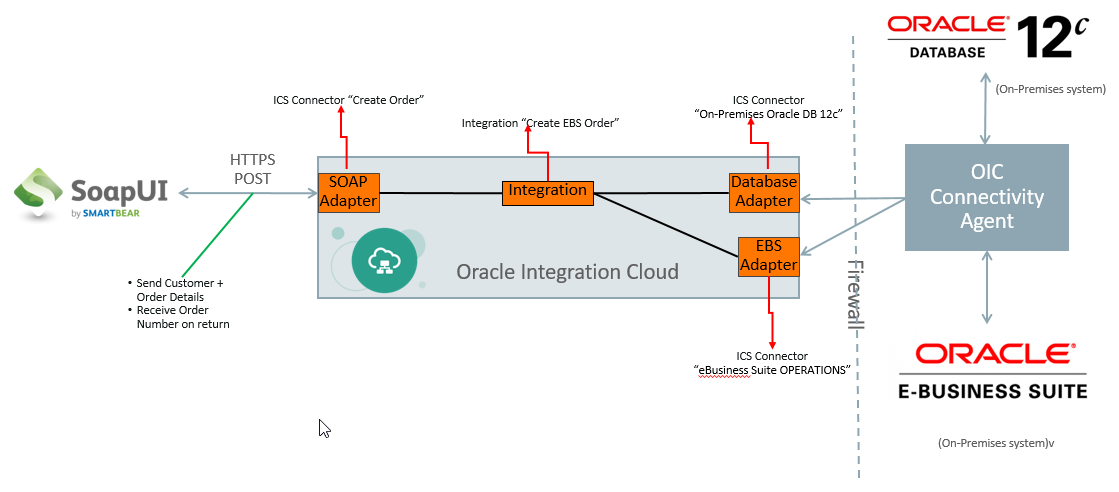 ORACLE®
DATABASE
12c
(On-Premises system)
ICS Connector “Create Order”
Integration “Create EBS Order”
ICS Connector
“On-Premises Oracle DB 12c”
HTTPS
POST
SoapUI
by SMARTBEAR
SOAP
Adapter
Integration
Database
Adapter
OIC
Connectivity
Agent
EBS
Adapter
Oracle Integration Cloud
Firewall
• Send Customer +
Order Details
• Receive Order
Number on return
ICS Connector
“eBusiness Suite OPERATIONS”
ORACLE®
E-BUSINESS SUITE
(On-Premises system)v